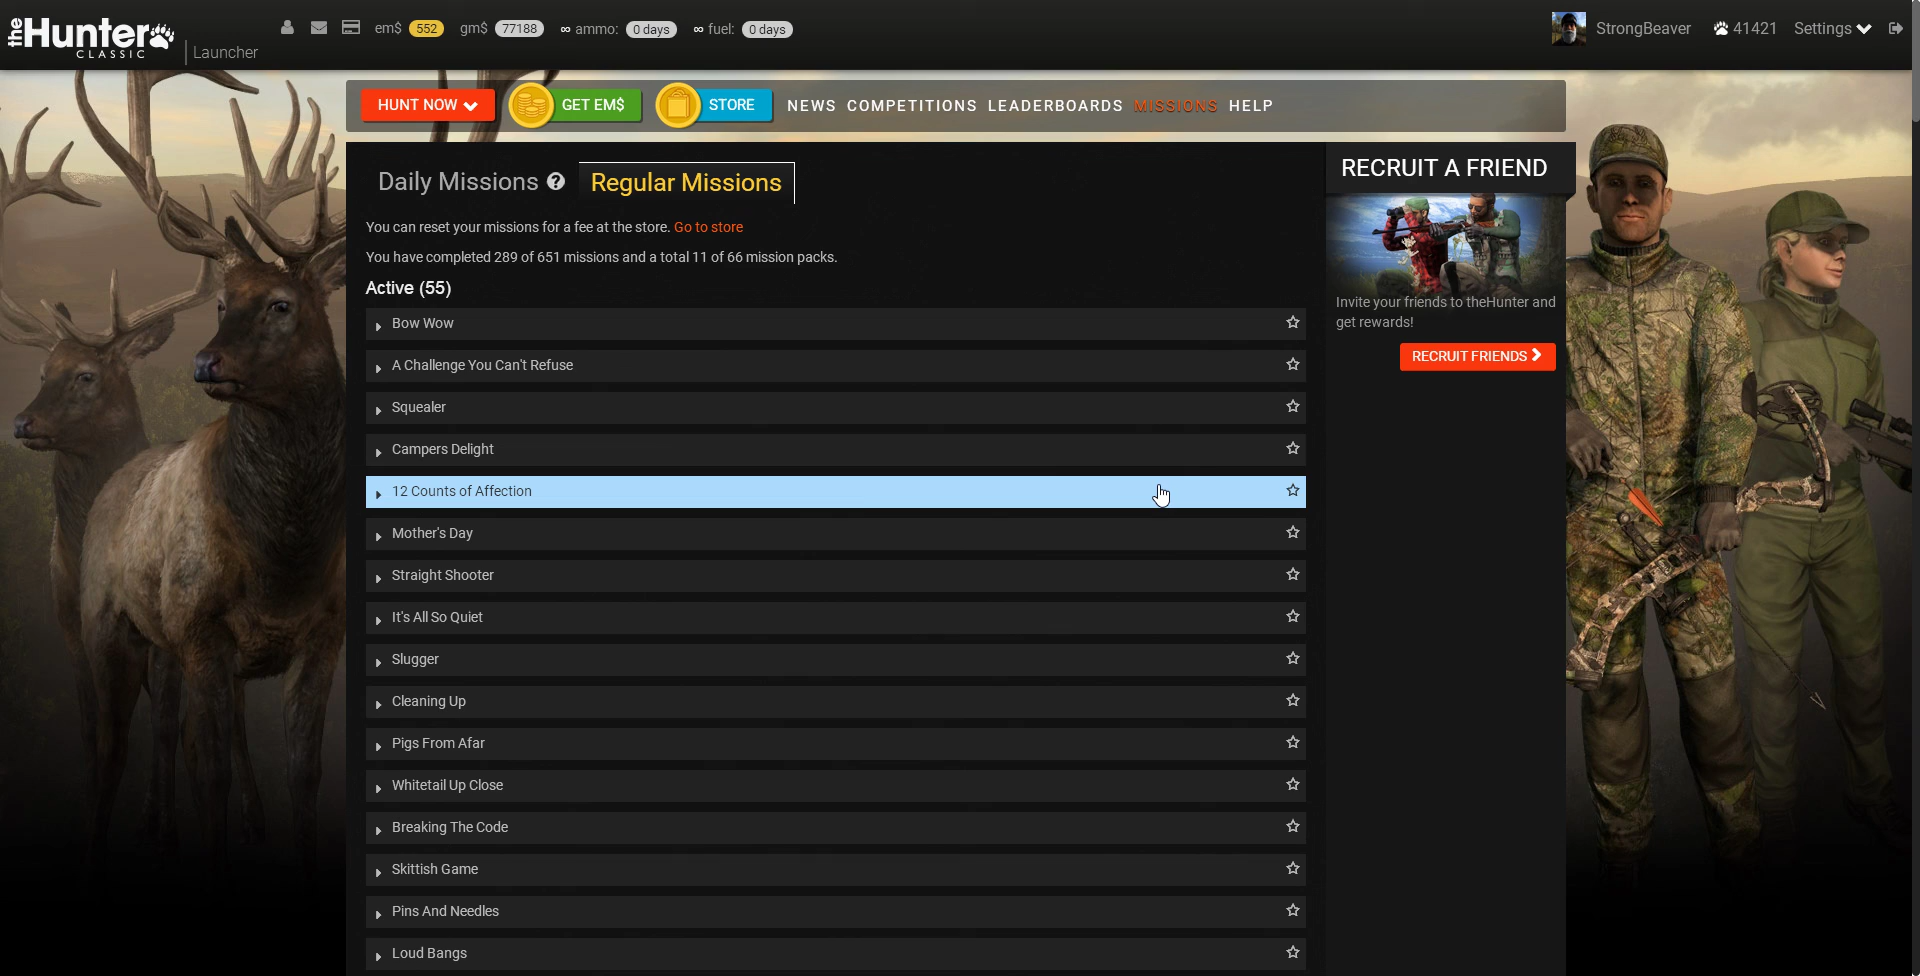 theHunter
CLASSIC
Launcher
em$ 552 gm$ 77188 ∞ ammo: 0 days ∞ fuel: 0 days
StrongBeaver 41421 Settings
HUNT NOW GET EM$ STORE NEWS COMPETITIONS LEADERBOARDS MISSIONS HELP
Daily Missions ? Regular Missions
You can reset your missions for a fee at the store. Go to store
You have completed 289 of 651 missions and a total 11 of 66 mission packs.
Active (55)
Bow Wow
A Challenge You Can't Refuse
Squealer
Campers Delight
12 Counts of Affection
Mother's Day
Straight Shooter
It's All So Quiet
Slugger
Cleaning Up
Pigs From Afar
Whitetail Up Close
Breaking The Code
Skittish Game
Pins And Needles
Loud Bangs
RECRUIT A FRIEND
Invite your friends to theHunter and
get rewards!
RECRUIT FRIENDS